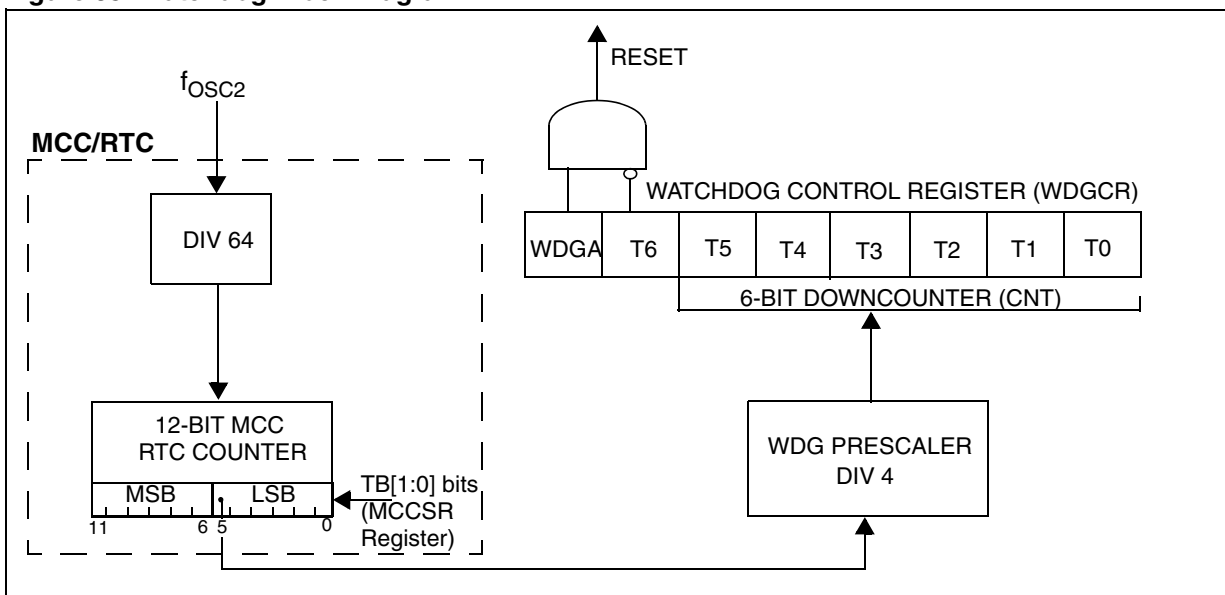 RESET
fOSC2
MCC/RTC
DIV 64
WATCHDOG CONTROL REGISTER (WDGCR)
WDGA T6 T5 T4 T3 T2 T1 T0
6-BIT DOWNCOUNTER (CNT)
12-BIT MCC
RTC COUNTER
MSB LSB
11 6 5 0
TB[1:0] bits
(MCCSR
Register)
WDG PRESCALER
DIV 4